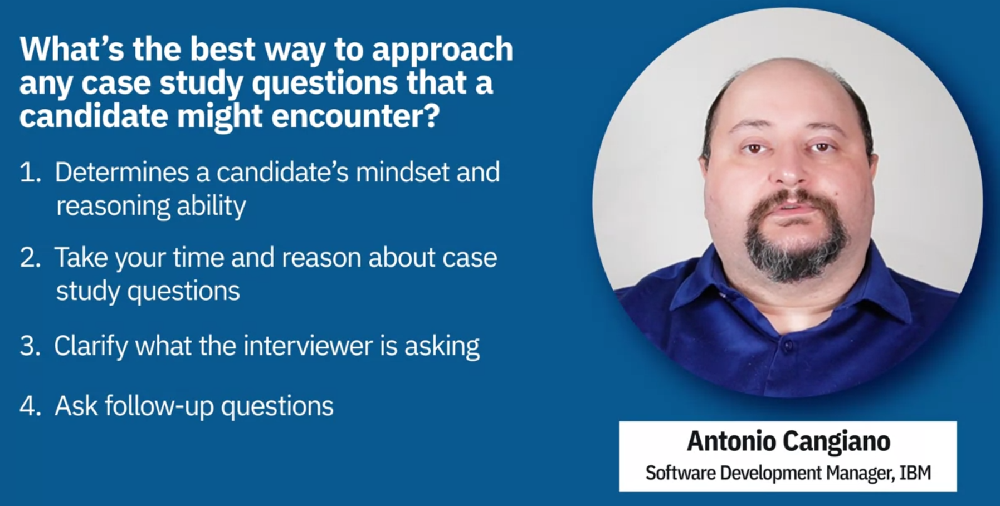 What’s the best way to approach
any case study questions that a
candidate might encounter?
1. Determines a candidate’s mindset and
reasoning ability
2. Take your time and reason about case
study questions
3. Clarify what the interviewer is asking
4. Ask follow-up questions
Antonio Cangiano
Software Development Manager, IBM